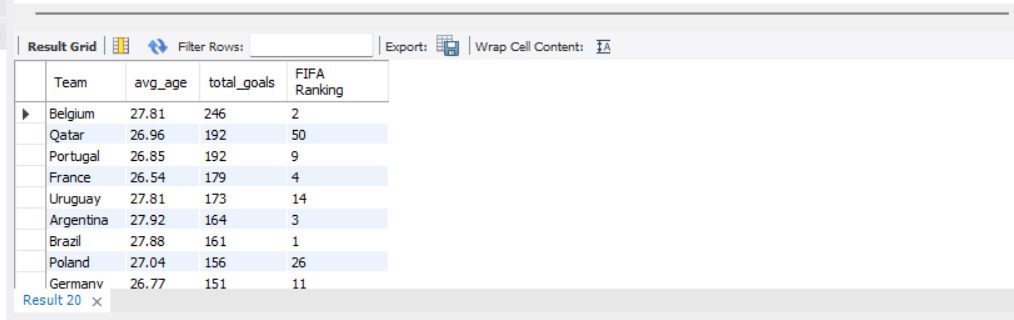 Result Grid Filter Rows: Export: Wrap Cell Content: IA
Team avg_age total_goals FIFA Ranking
Belgium 27.81 246 2
Qatar 26.96 192 50
Portugal 26.85 192 9
France 26.54 179 4
Uruguay 27.81 173 14
Argentina 27.92 164 3
Brazil 27.88 161 1
Poland 27.04 156 26
Germany 26.77 151 11
Result 20 ×